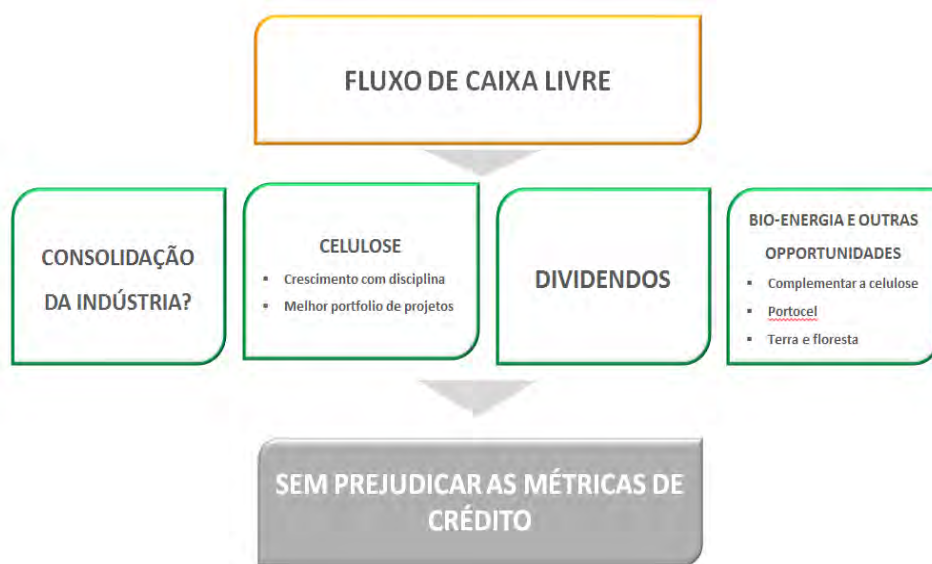 FLUXO DE CAIXA LIVRE
CONSOLIDAÇÃO
DA INDÚSTRIA?
CELULOSE
▪ Crescimento com disciplina
▪ Melhor portfolio de projetos
DIVIDENDOS
BIO-ENERGIA E OUTRAS
OPPORTUNIDADES
▪ Complementar a celulose
▪ Portocel
▪ Terra e floresta
SEM PREJUDICAR AS MÉTRICAS DE
CRÉDITO